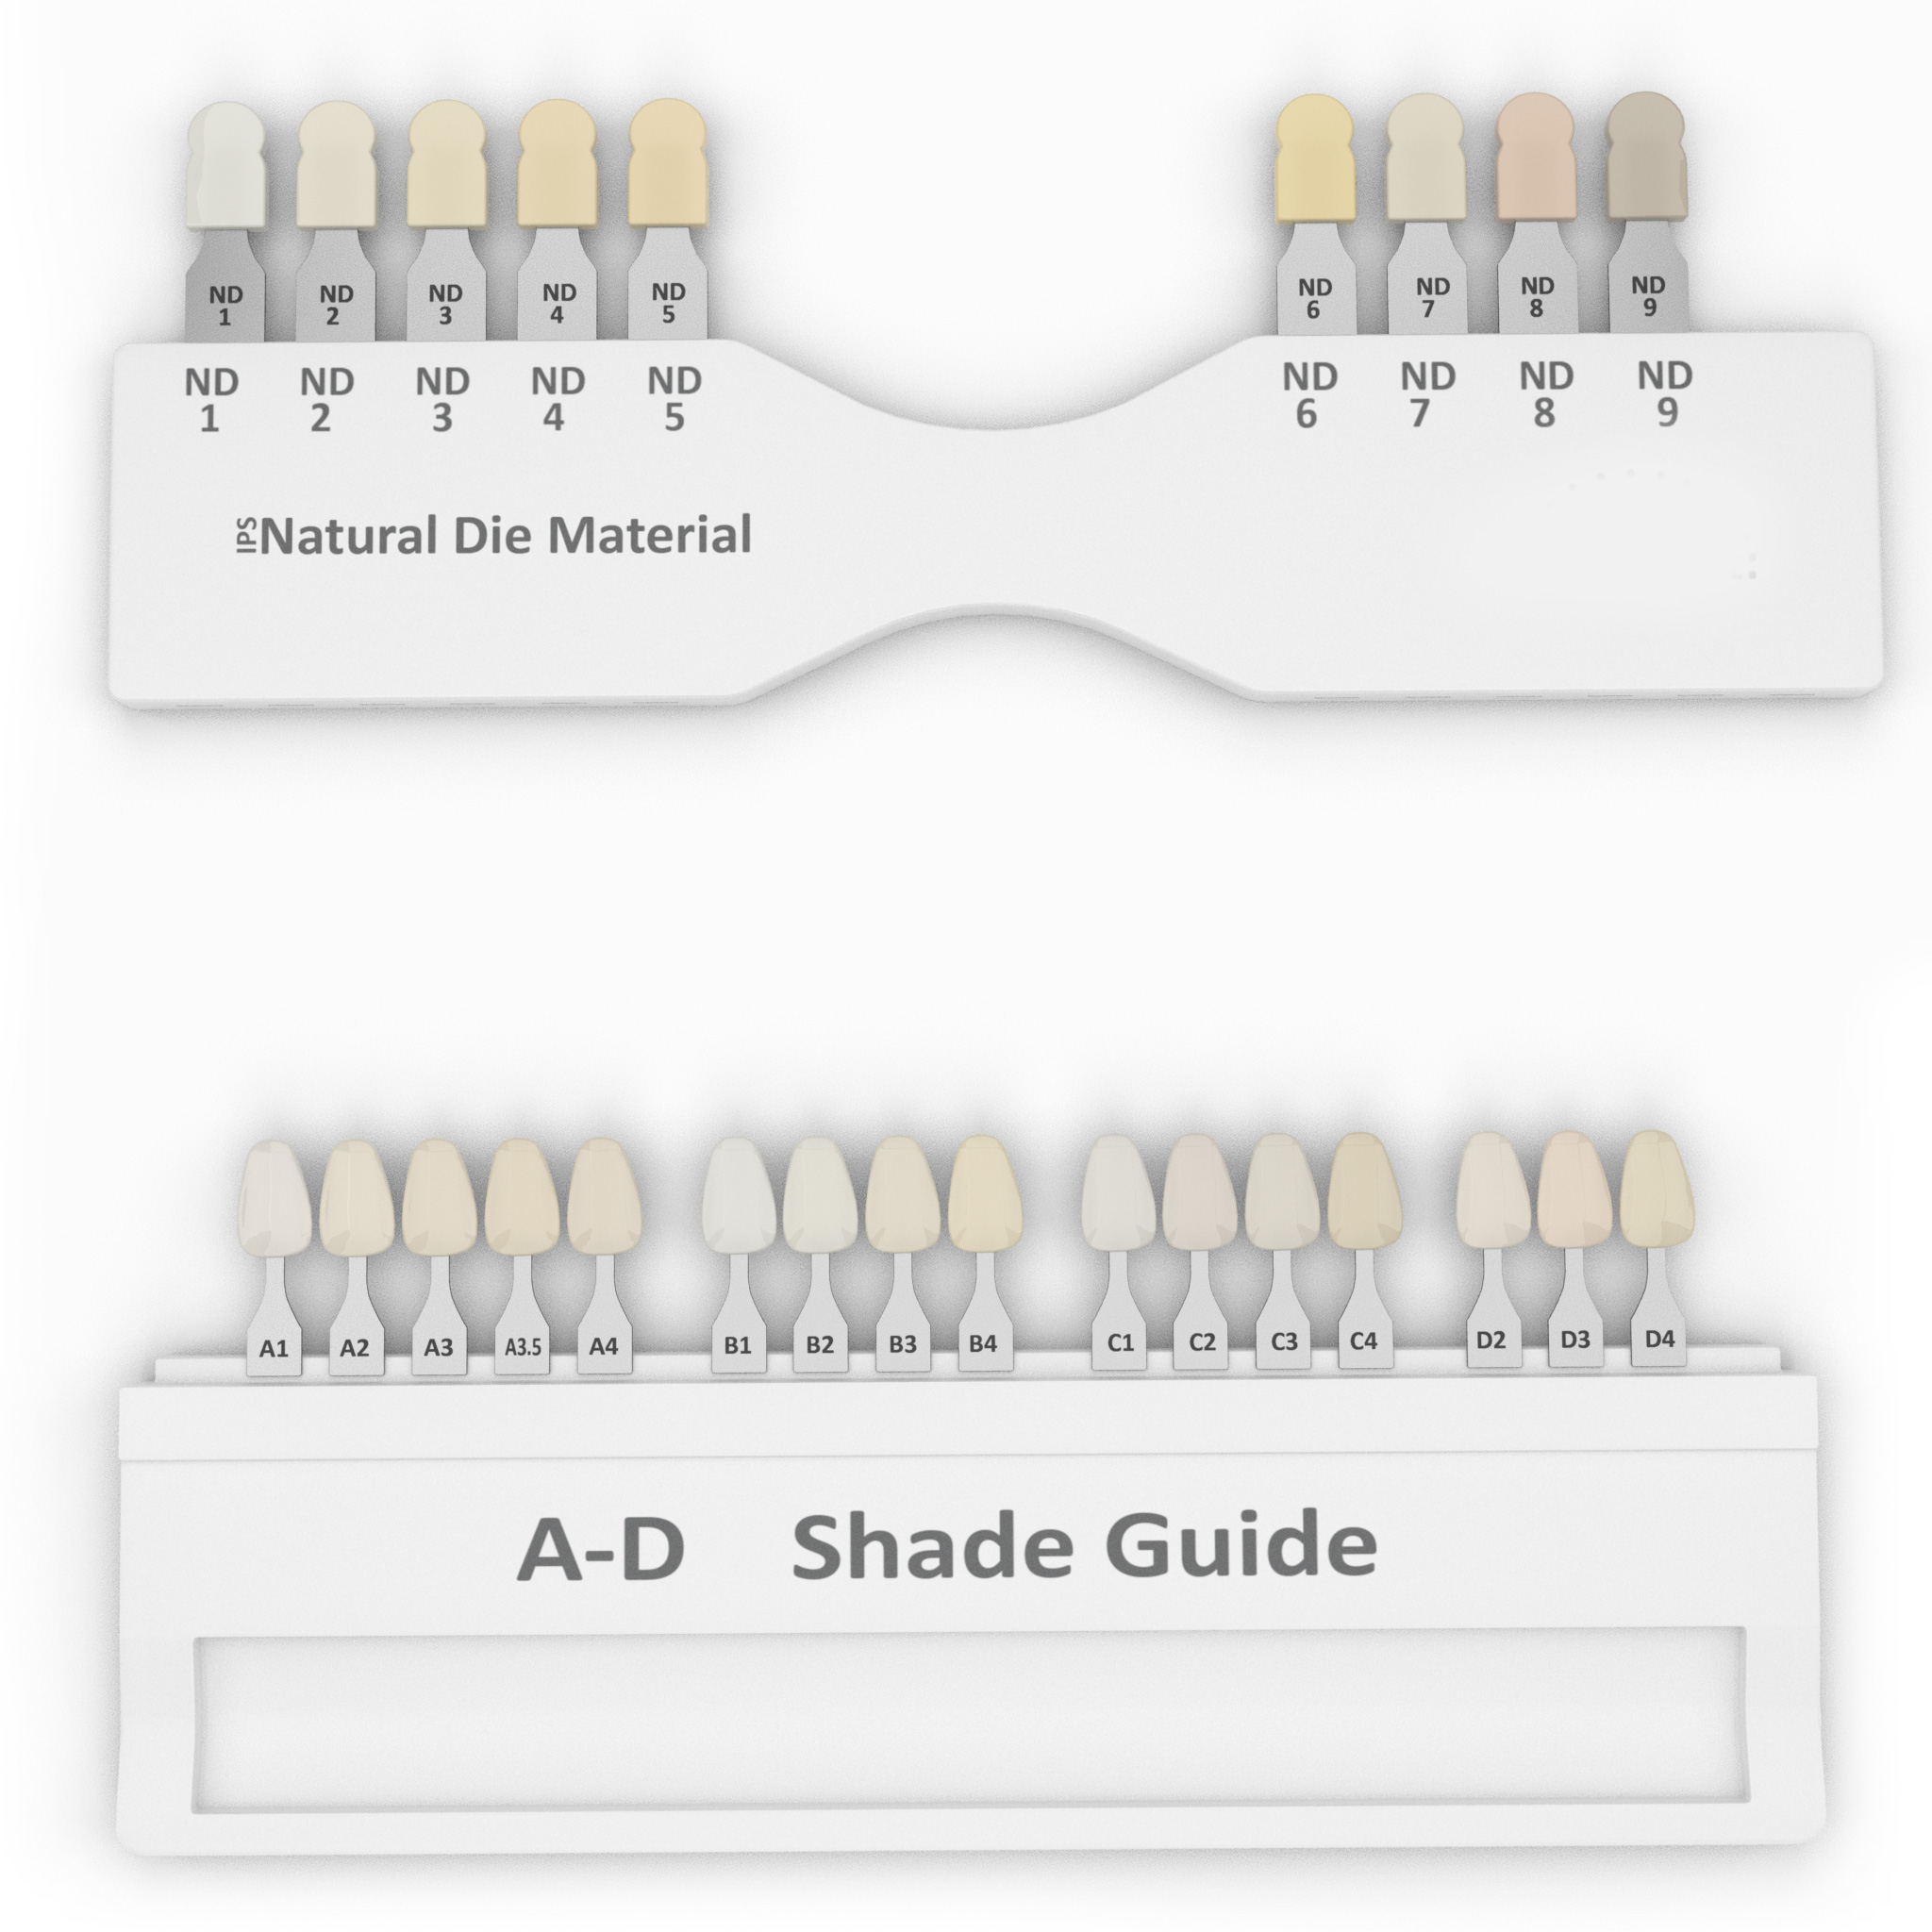 ND ND ND ND ND ND ND ND ND
1 2 3 4 5 6 7 8 9
ND ND ND ND ND ND ND ND ND
1 2 3 4 5 6 7 8 9
IPS Natural Die Material
A1 A2 A3 A3.5 A4 B1 B2 B3 B4 C1 C2 C3 C4 D2 D3 D4
A-D Shade Guide